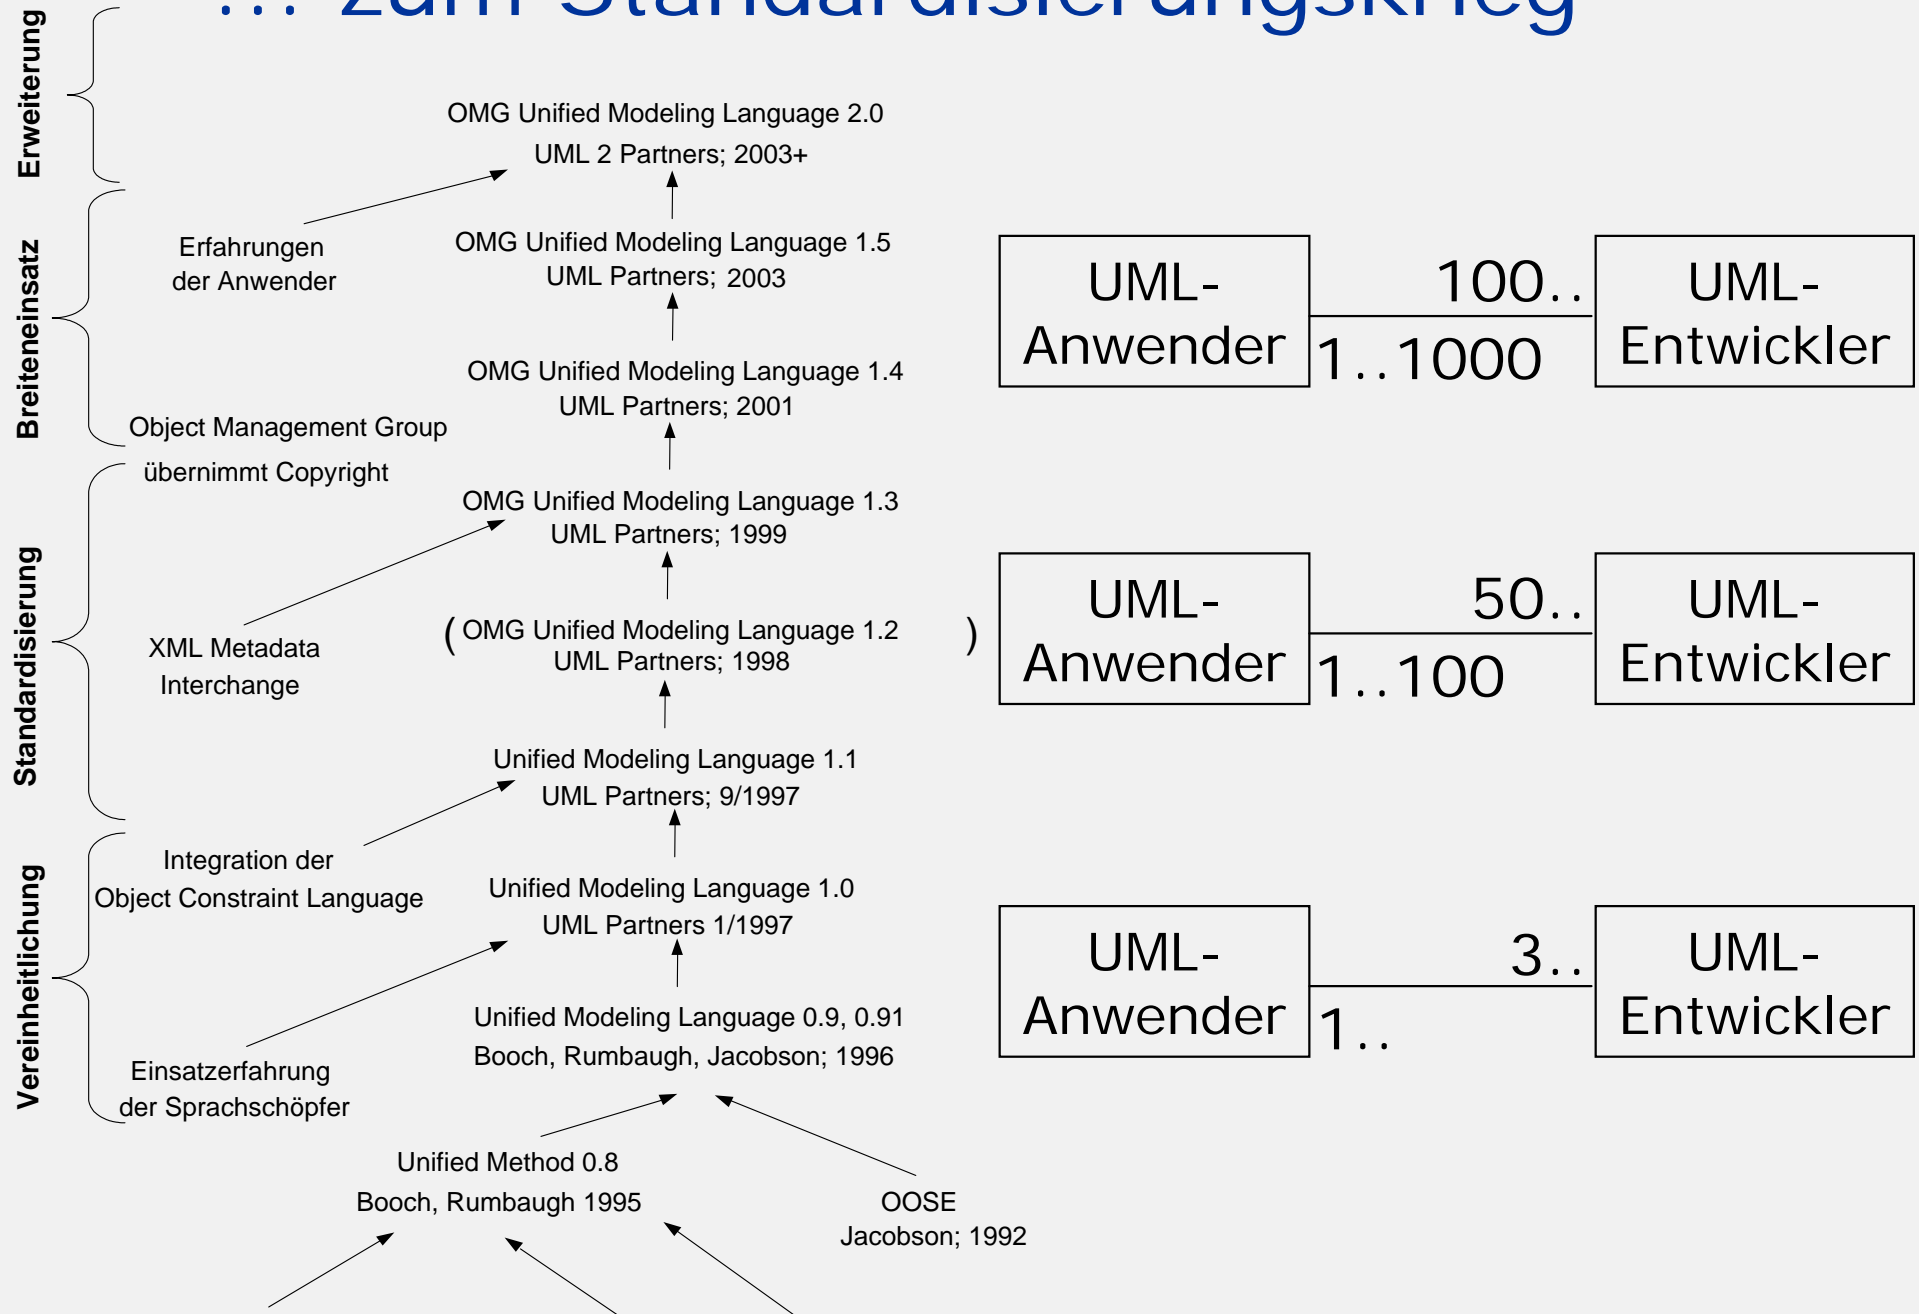 ... zum Standardisierungskrieg
Erweiterung
OMG Unified Modeling Language 2.0
UML 2 Partners; 2003+
Breiteneinsatz
Erfahrungen
der Anwender
OMG Unified Modeling Language 1.5
UML Partners; 2003
OMG Unified Modeling Language 1.4
UML Partners; 2001
Object Management Group
übernimmt Copyright
Standardisierung
OMG Unified Modeling Language 1.3
UML Partners; 1999
XML Metadata
Interchange
( OMG Unified Modeling Language 1.2 )
UML Partners; 1998
Unified Modeling Language 1.1
UML Partners; 9/1997
Vereinheitlichung
Integration der
Object Constraint Language
Unified Modeling Language 1.0
UML Partners 1/1997
Unified Modeling Language 0.9, 0.91
Booch, Rumbaugh, Jacobson; 1996
Einsatzerfahrung
der Sprachschöpfer
Unified Method 0.8
Booch, Rumbaugh 1995
OOSE
Jacobson; 1992
UML-
Anwender
100..
1..1000
UML-
Entwickler
UML-
Anwender
50..
1..100
UML-
Entwickler
UML-
Anwender
3..
1..
UML-
Entwickler